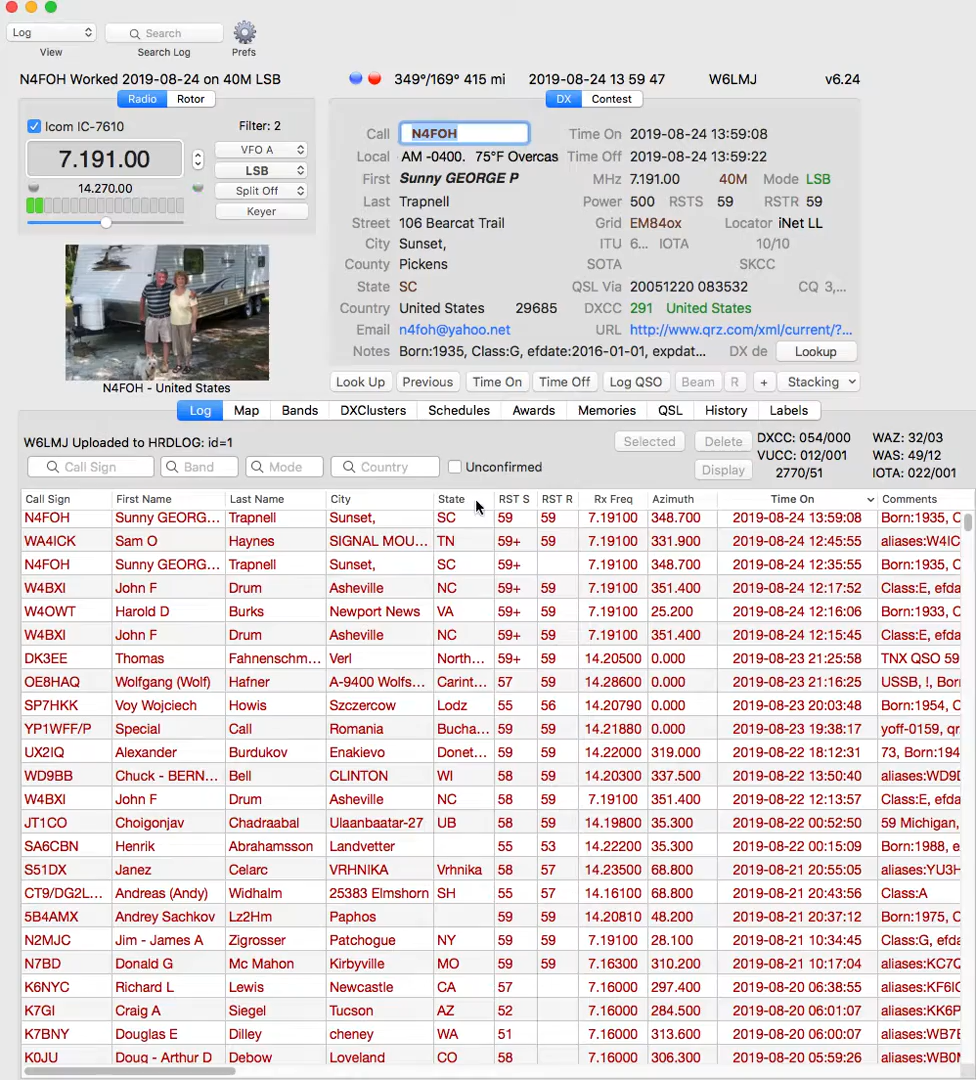 Log Search
View Search Log Prefs
N4FOH Worked 2019-08-24 on 40M LSB 349°/169° 415 mi 2019-08-24 13 59 47 W6LMJ v6.24
Radio Rotor DX Contest
Icom IC-7610 Filter: 2
7.191.00 VFO A
14.270.00 LSB
Split Off
Keyer
N4FOH - United States
Call N4FOH Time On 2019-08-24 13:59:08
Local AM -0400. 75°F Overcas Time Off 2019-08-24 13:59:22
First Sunny GEORGE P MHz 7.191.00 40M Mode LSB
Last Trapnell Power 500 RSTS 59 RSTR 59
Street 106 Bearcat Trail Grid EM84ox Locator iNet LL
City Sunset, ITU 6... IOTA 10/10
County Pickens SOTA SKCC
State SC QSL Via 20051220 083532 CQ 3,...
Country United States 29685 DXCC 291 United States
Email n4foh@yahoo.net URL http://www.qrz.com/xml/current/?...
Notes Born:1935, Class:G, efdate:2016-01-01, expdat... DX de Lookup
Look Up Previous Time On Time Off Log QSO Beam R + Stacking
Log Map Bands DXClusters Schedules Awards Memories QSL History Labels
W6LMJ Uploaded to HRDLOG: id=1 Selected Delete DXCC: 054/000 WAZ: 32/03
VUCC: 012/001 WAS: 49/12
Call Sign Band Mode Country Unconfirmed Display 2770/51 IOTA: 022/001
Call Sign First Name Last Name City State RST S RST R Rx Freq Azimuth Time On Comments
N4FOH Sunny GEORG... Trapnell Sunset, SC 59 59 7.19100 348.700 2019-08-24 13:59:08 Born:1935, C
WA4ICK Sam O Haynes SIGNAL MOU... TN 59+ 59 7.19100 331.900 2019-08-24 12:45:55 aliases:W4IC
N4FOH Sunny GEORG... Trapnell Sunset, SC 59+ 7.19100 348.700 2019-08-24 12:35:55 Born:1935, C
W4BXI John F Drum Asheville NC 59+ 59 7.19100 351.400 2019-08-24 12:17:52 Class:E, efda
W4OWT Harold D Burks Newport News VA 59+ 59 7.19100 25.200 2019-08-24 12:16:06 Born:1933, C
W4BXI John F Drum Asheville NC 59+ 59 7.19100 351.400 2019-08-24 12:15:45 Class:E, efda
DK3EE Thomas Fahnenschm... Verl North... 59+ 59 14.20500 0.000 2019-08-23 21:25:58 TNX QSO 59
OE8HAQ Wolfgang (Wolf) Hafner A-9400 Wolfs... Carint... 57 59 14.28600 0.000 2019-08-23 21:16:25 USSB, !, Bor
SP7HKK Voy Wojciech Howis Szczercow Lodz 55 56 14.20790 0.000 2019-08-23 20:03:48 Born:1954, C
YP1WFF/P Special Call Romania Bucha... 59 59 14.21880 0.000 2019-08-23 19:38:17 yoff-0159, qr
UX2IQ Alexander Burdukov Enakievo Donet... 59 59 14.22000 319.000 2019-08-23 18:12:31 73, Born:194
WD9BB Chuck - BERN... Bell CLINTON WI 58 59 14.20300 337.500 2019-08-22 13:50:40 aliases:WD9D
W4BXI John F Drum Asheville NC 58 59 7.19100 351.400 2019-08-22 12:13:57 Class:E, efda
JT1CO Choigonjav Chadraabal Ulaanbaatar-27 UB 58 59 14.19800 35.300 2019-08-22 00:52:50 59 Michigan,
SA6CBN Henrik Abrahamsson Landvetter 55 53 14.22200 35.300 2019-08-22 00:15:09 Born:1988, e
S51DX Janez Celarc VRHNIKA Vrhnika 58 57 14.23500 68.800 2019-08-21 20:55:05 aliases:YU3H
CT9/DG2L... Andreas (Andy) Widhalm 25383 Elmshorn SH 55 57 14.16100 68.800 2019-08-21 20:43:56 Class:A
5B4AMX Andrey Sachkov Lz2Hm Paphos 59 59 14.20810 48.200 2019-08-21 20:37:12 Born:1975, C
N2MJC Jim - James A Zigrosser Patchogue NY 59 59 7.19100 28.100 2019-08-21 10:34:45 Class:G, efda
N7BD Donald G Mc Mahon Kirbyville MO 59 59 7.16300 310.200 2019-08-21 10:17:04 aliases:KC7C
K6NYC Richard L Lewis Newcastle CA 57 7.16000 297.400 2019-08-20 06:38:55 aliases:KF6IC
K7GI Craig A Siegel Tucson AZ 52 7.16000 284.500 2019-08-20 06:01:07 aliases:KK6P
K7BNY Douglas E Dilley cheney WA 51 7.16000 313.600 2019-08-20 06:00:07 aliases:WB7E
K0JU Doug - Arthur D Debow Loveland CO 58 7.16000 306.300 2019-08-20 05:59:26 aliases:WB0N